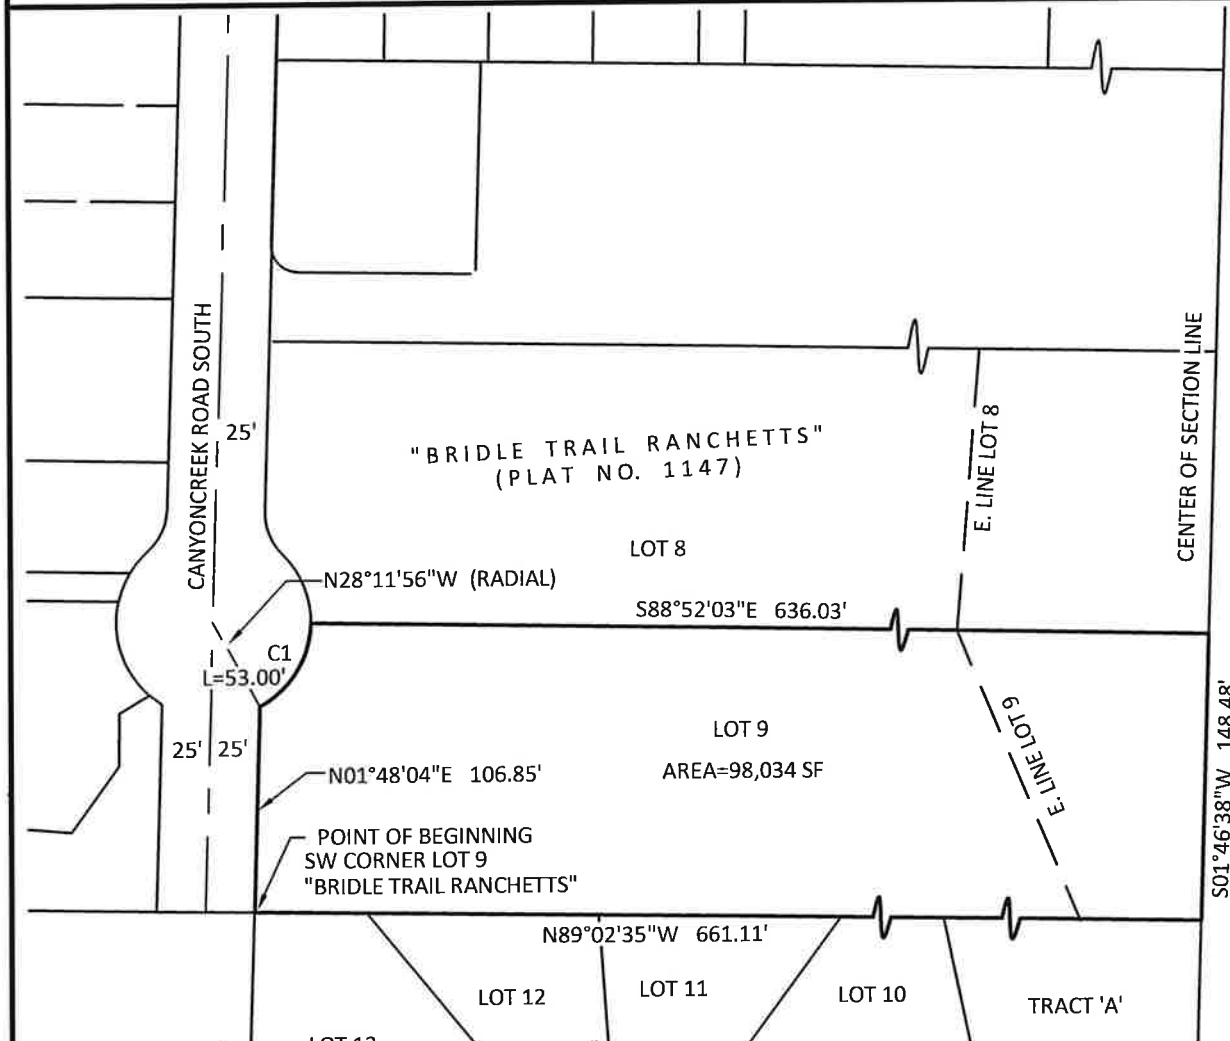 CANYONCREEK ROAD SOUTH
25'
"BRIDLE TRAIL RANCHETTS"
(PLAT NO. 1147)
E. LINE LOT 8
CENTER OF SECTION LINE
LOT 8
N28°11'56"W (RADIAL)
S88°52'03"E 636.03'
C1
L=53.00'
25' 25'
LOT 9
AREA=98,034 SF
E. LINE LOT 9
S01°46'38"W 148.48'
N01°48'04"E 106.85'
POINT OF BEGINNING
SW CORNER LOT 9
"BRIDLE TRAIL RANCHETTS"
N89°02'35"W 661.11'
LOT 12
LOT 11
LOT 10
TRACT 'A'
LOT